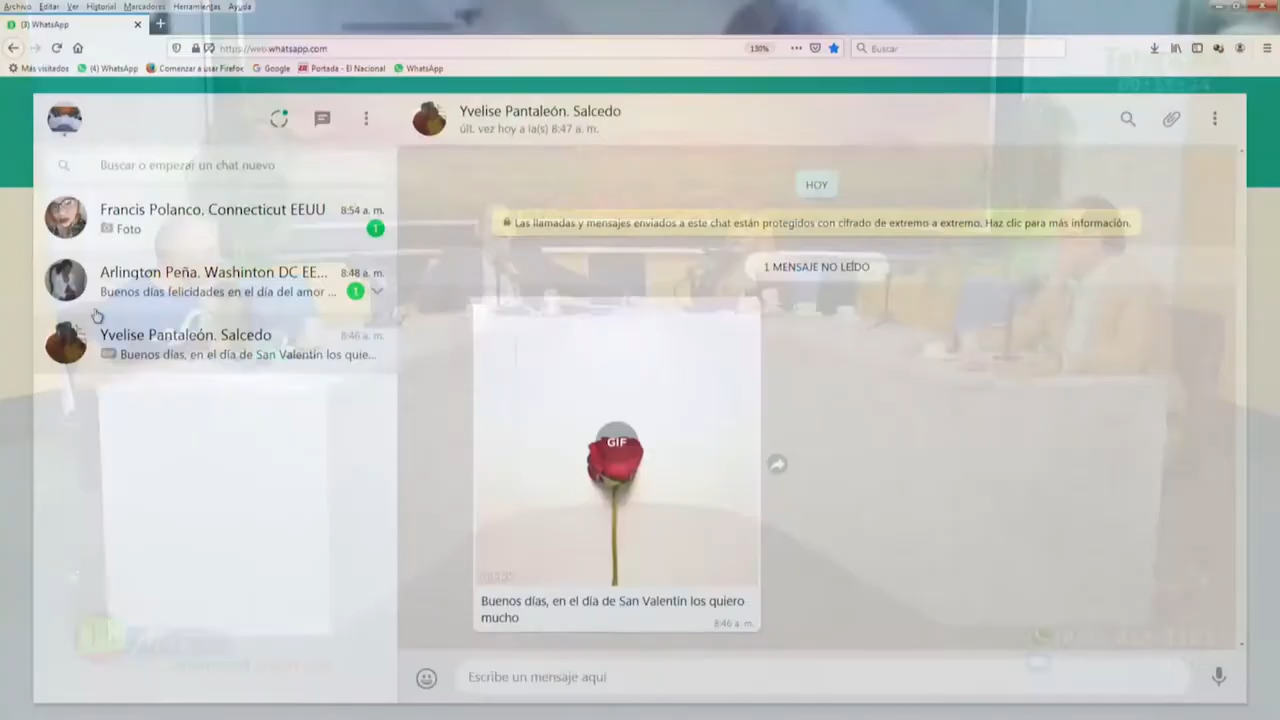 Archivo Editar Ver Historial Marcadores Herramientas Ayuda
(3) WhatsApp
https://web.whatsapp.com
130%
Buscar
Más visitados (4) WhatsApp Comenzar a usar Firefox Google Portada - El Nacional WhatsApp
Yvelise Pantaleón. Salcedo
últ. vez hoy a la(s) 8:47 a. m.
Buscar o empezar un chat nuevo
Francis Polanco. Connecticut EEUU 8:54 a. m.
Foto 1
Arlington Peña. Washinton DC EE... 8:48 a. m.
Buenos días felicidades en el día del amor ... 1
Yvelise Pantaleón. Salcedo 8:46 a. m.
Buenos días, en el día de San Valentín los quie...
HOY
Las llamadas y mensajes enviados a este chat están protegidos con cifrado de extremo a extremo. Haz clic para más información.
1 MENSAJE NO LEÍDO
GIF
Buenos días, en el día de San Valentín los quiero
mucho
8:46 a. m.
Escribe un mensaje aquí